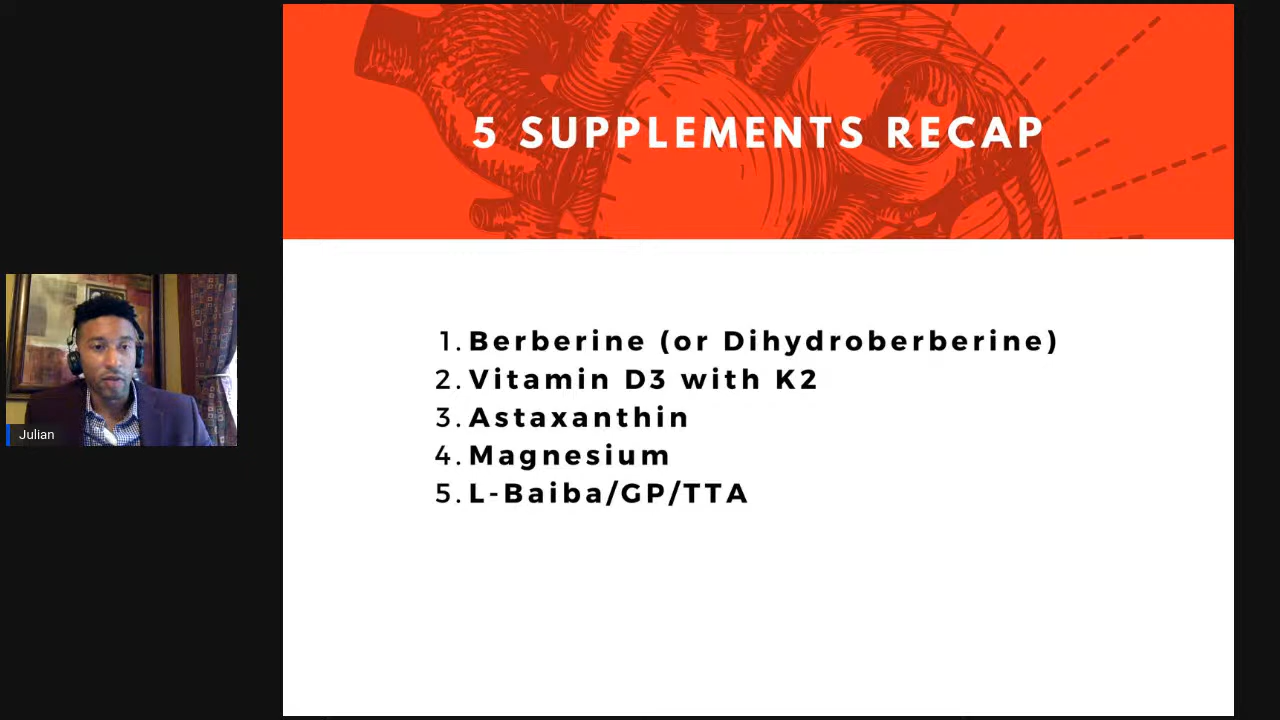 5 SUPPLEMENTS RECAP
1. Berberine (or Dihydroberberine)
2. Vitamin D3 with K2
3. Astaxanthin
4. Magnesium
5. L-Baiba/GP/TTA
Julian